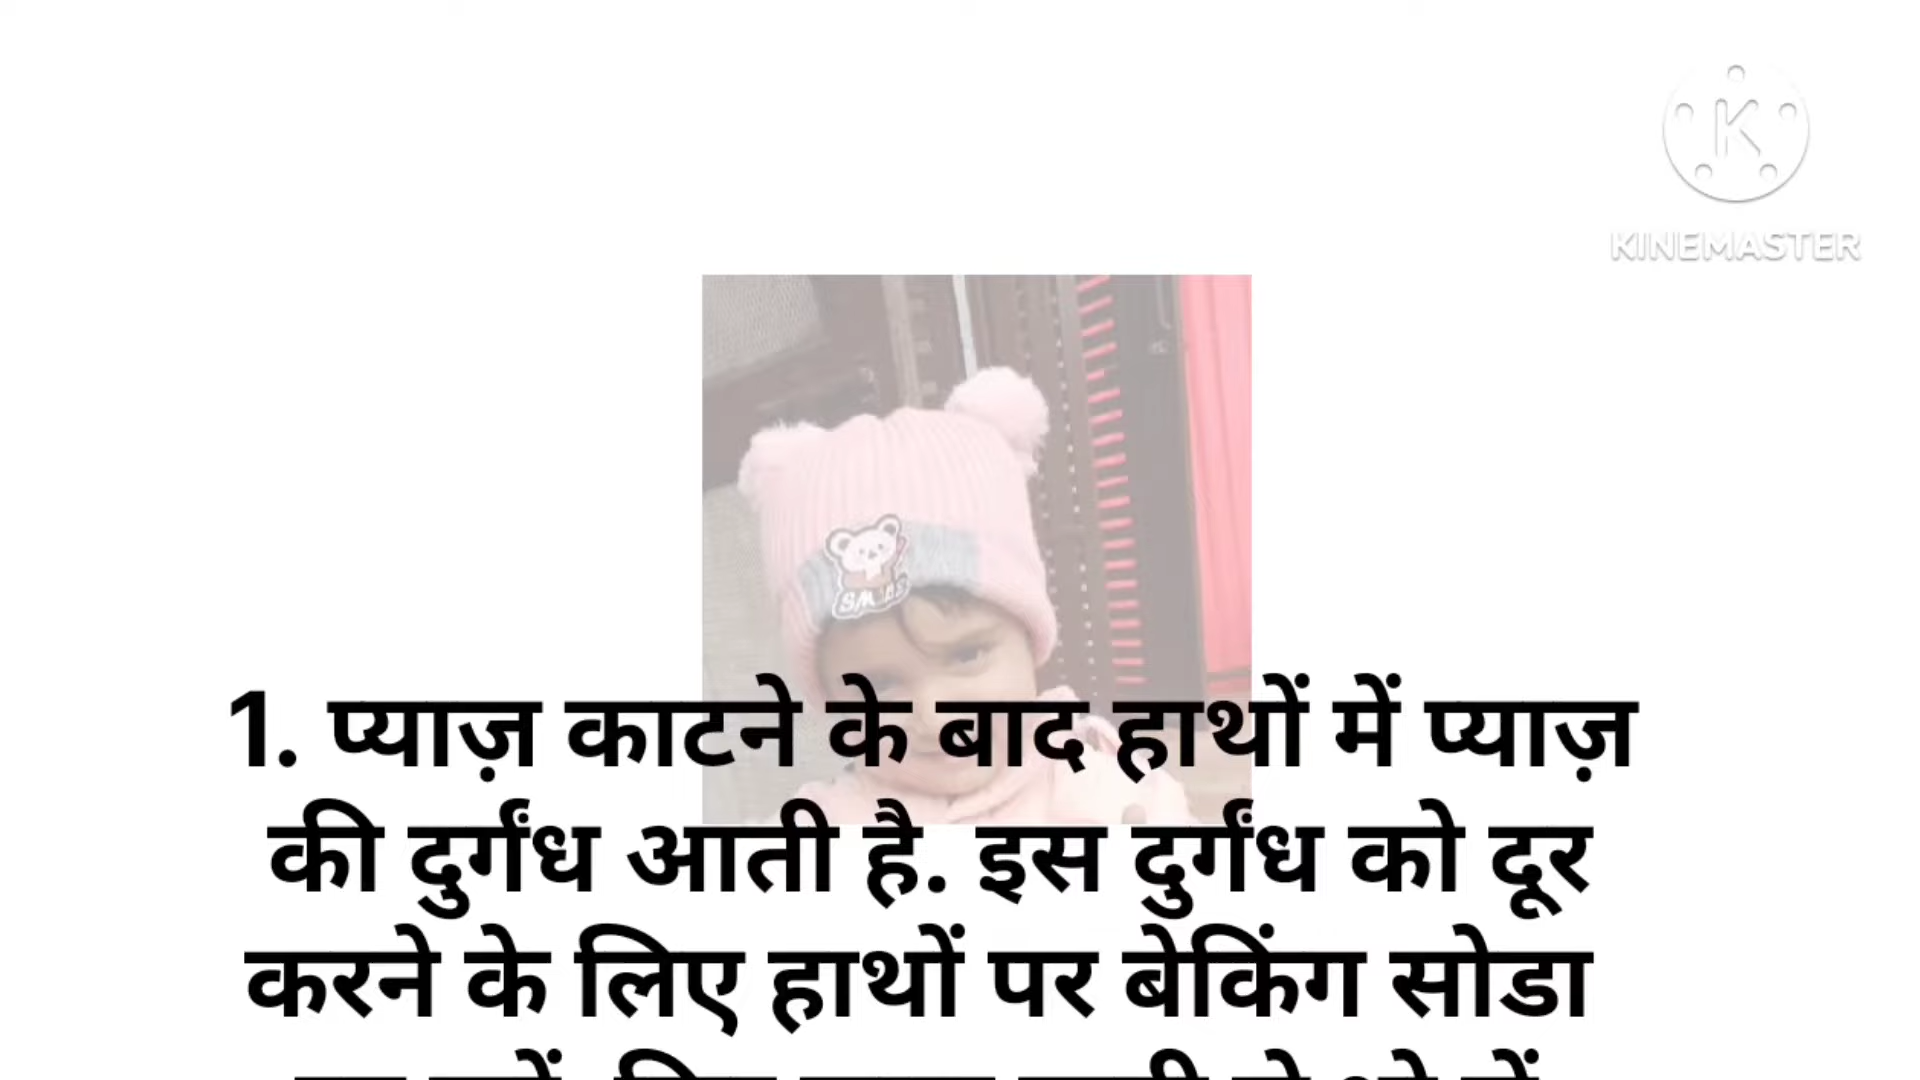 KINEMASTER
1. प्याज़ काटने के बाद हाथों में प्याज़
की दुर्गंध आती है. इस दुर्गंध को दूर
करने के लिए हाथों पर बेकिंग सोडा